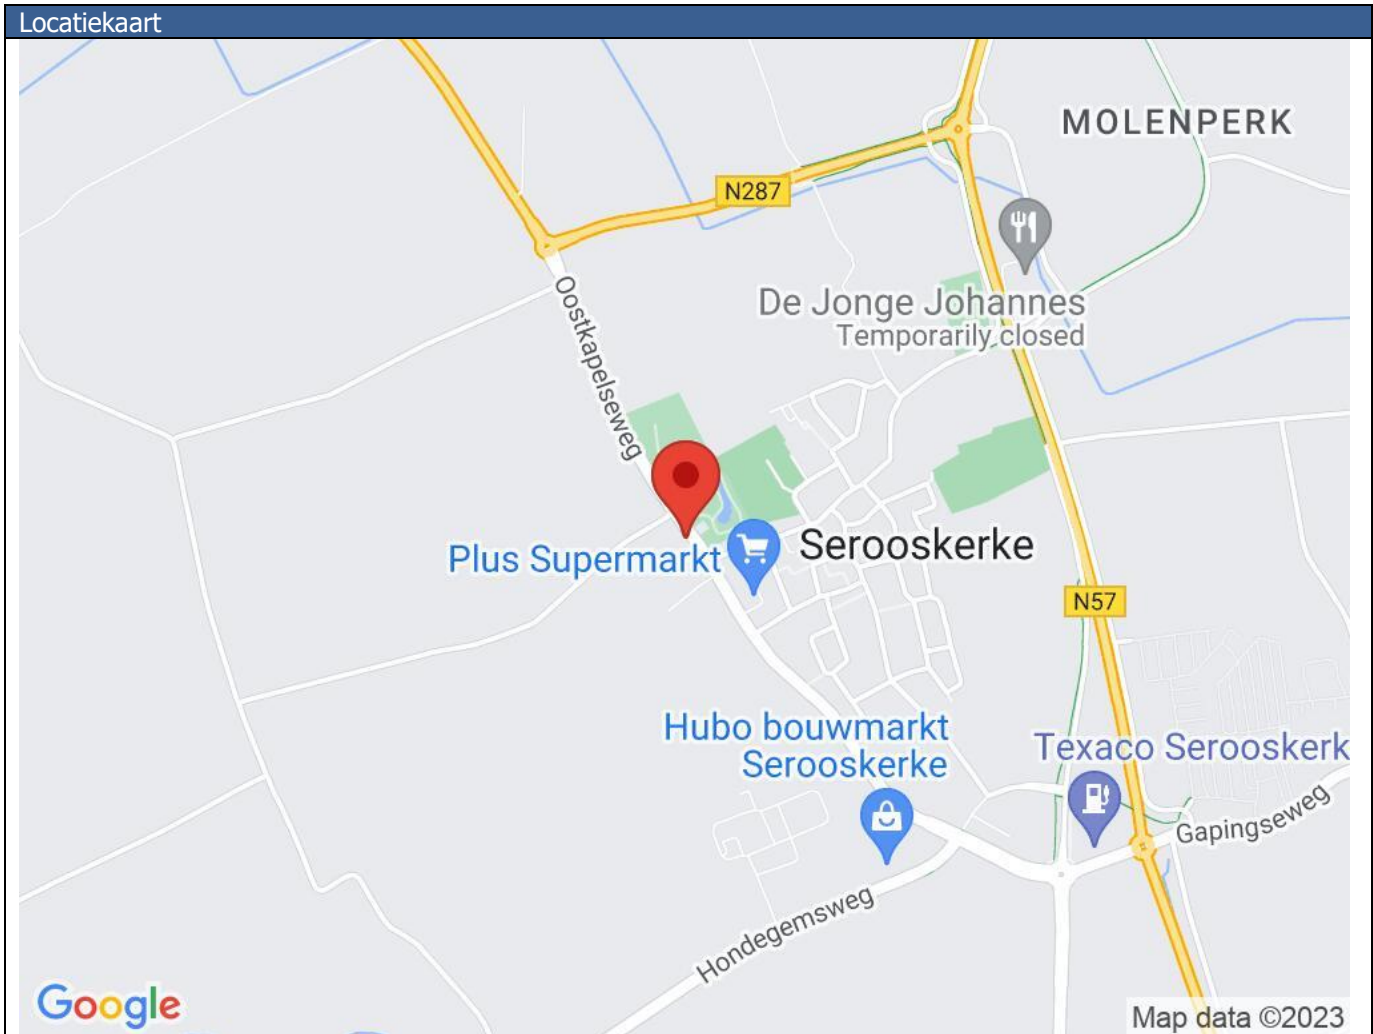 Locatiekaart
MOLENPERK
N287
De Jonge Johannes
Temporarily closed
Oostkapelseweg
Plus Supermarkt
Serooskerke
N57
Hubo bouwmarkt
Serooskerke
Texaco Serooskerk
Gapingseweg
Hondegemsweg
Google
Map data ©2023